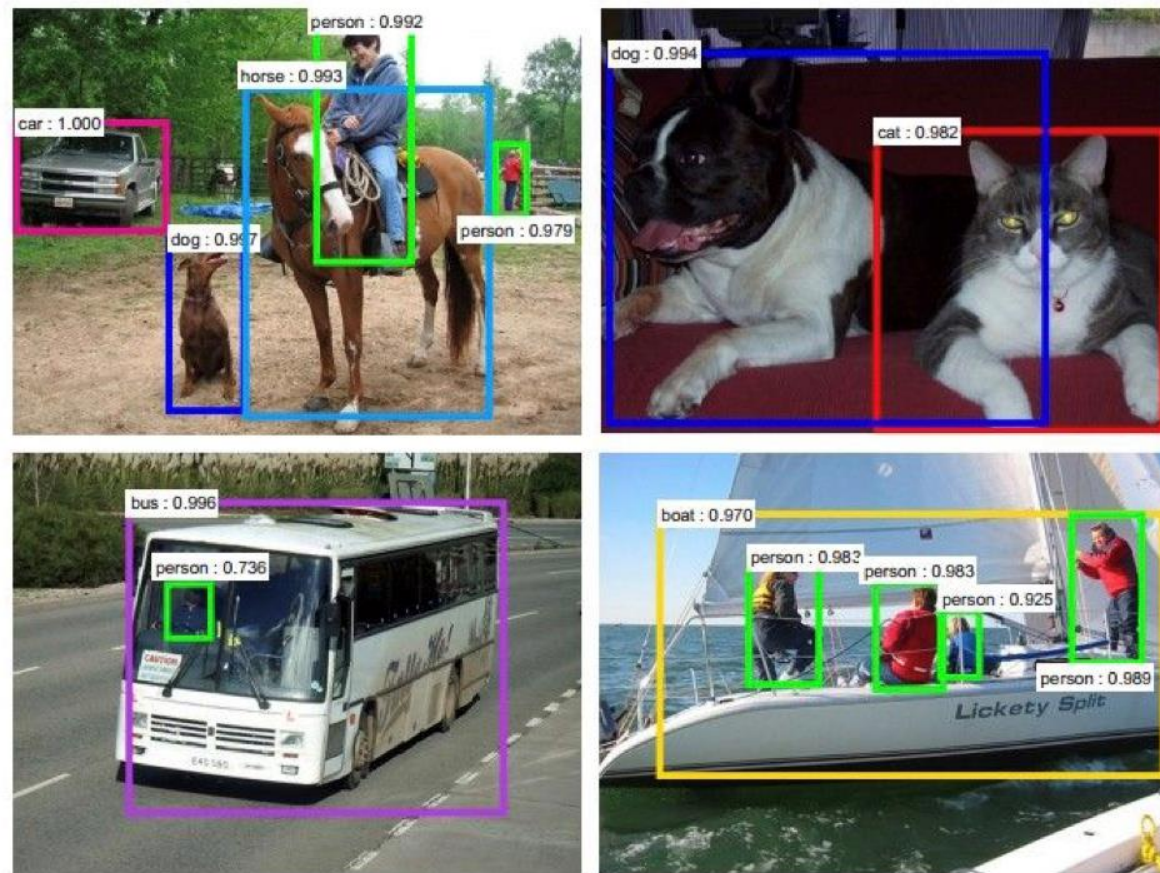 person : 0.992
horse : 0.993
car : 1.000
person : 0.979
dog : 0.997
dog : 0.994
cat : 0.982
bus : 0.996
person : 0.736
CAUTION
boat : 0.970
person : 0.983
person : 0.983
person : 0.925
person : 0.989
Lickety Split